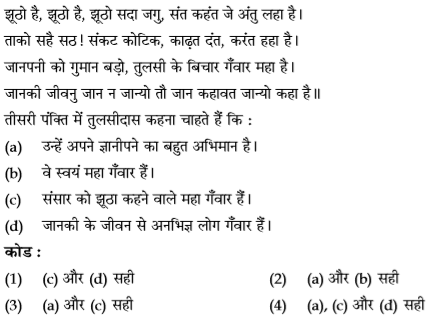 झूठो है, झूठो है, झूठो सदा जगु, संत कहंत जे अंतु लहा है।
ताको सहै सठ! संकट कोटिक, काढ़त दंत, करंत हहा है।
जानपनी को गुमान बड़ो, तुलसी के बिचार गँवार महा है।
जानकी जीवनु जान न जान्यो तौ जान कहावत जान्यो कहा है॥
तीसरी पंक्ति में तुलसीदास कहना चाहते हैं कि :
(a) उन्हें अपने ज्ञानीपने का बहुत अभिमान है।
(b) वे स्वयं महा गँवार हैं।
(c) संसार को झूठा कहने वाले महा गँवार हैं।
(d) जानकी के जीवन से अनभिज्ञ लोग गँवार हैं।
कोड :
(1) (c) और (d) सही (2) (a) और (b) सही
(3) (a) और (c) सही (4) (a), (c) और (d) सही